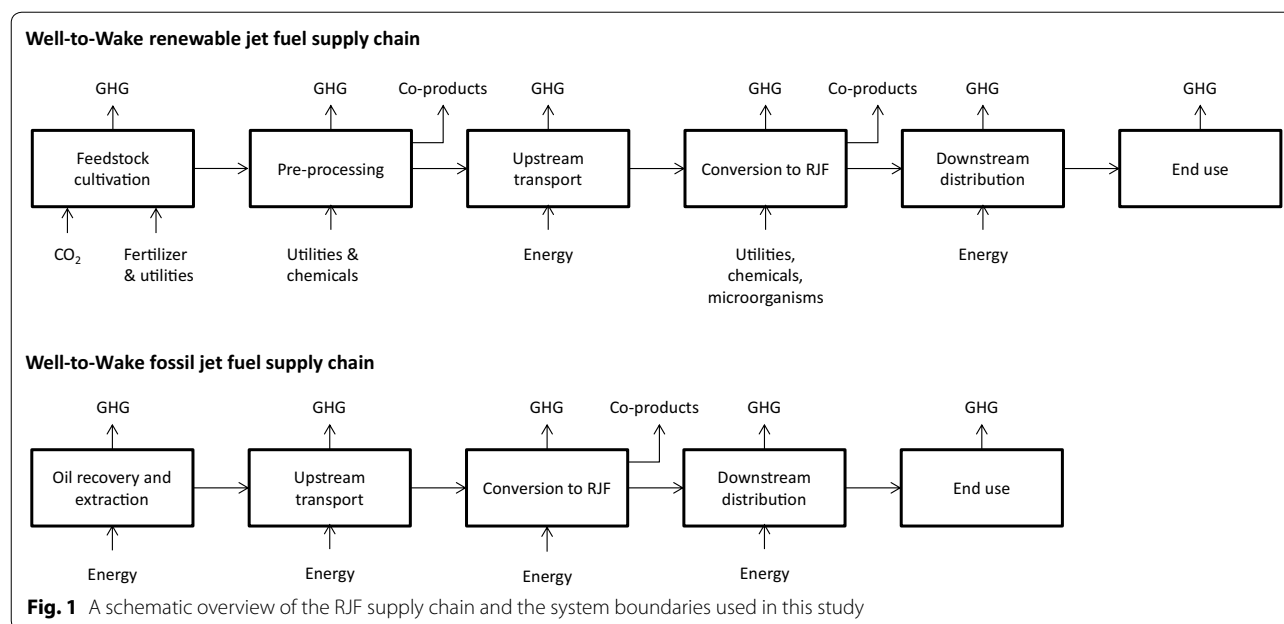 Well-to-Wake renewable jet fuel supply chain
GHG
GHG
Co-products
GHG
GHG
Co-products
GHG
GHG
Feedstock
cultivation
Pre-processing
Upstream
transport
Conversion to RJF
Downstream
distribution
End use
CO₂
Fertilizer
& utilities
Utilities &
chemicals
Energy
Utilities,
chemicals,
microorganisms
Energy
Well-to-Wake fossil jet fuel supply chain
GHG
GHG
GHG
Co-products
GHG
GHG
Oil recovery and
extraction
Upstream
transport
Conversion to RJF
Downstream
distribution
End use
Energy
Energy
Energy
Energy
Fig. 1 A schematic overview of the RJF supply chain and the system boundaries used in this study